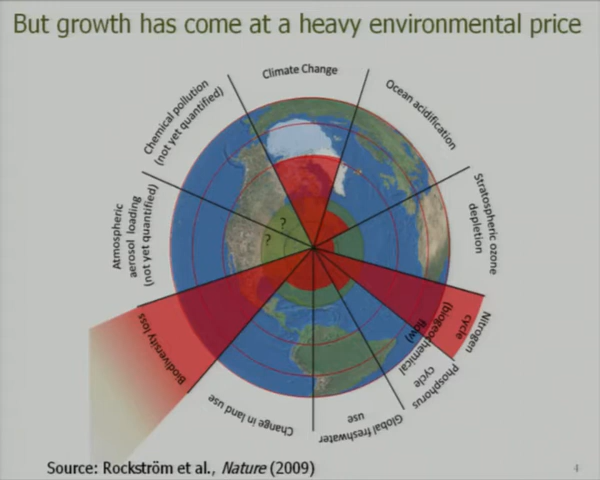 But growth has come at a heavy environmental price
Climate Change
Ocean acidification
Stratospheric ozone
depletion
Nitrogen
cycle
(biogeochemical
flow)
Phosphorus
cycle
Global freshwater
use
Change in land use
Biodiversity loss
Atmospheric
aerosol loading
(not yet quantified)
Chemical pollution
(not yet quantified)
?
?
Source: Rockström et al., Nature (2009)
4